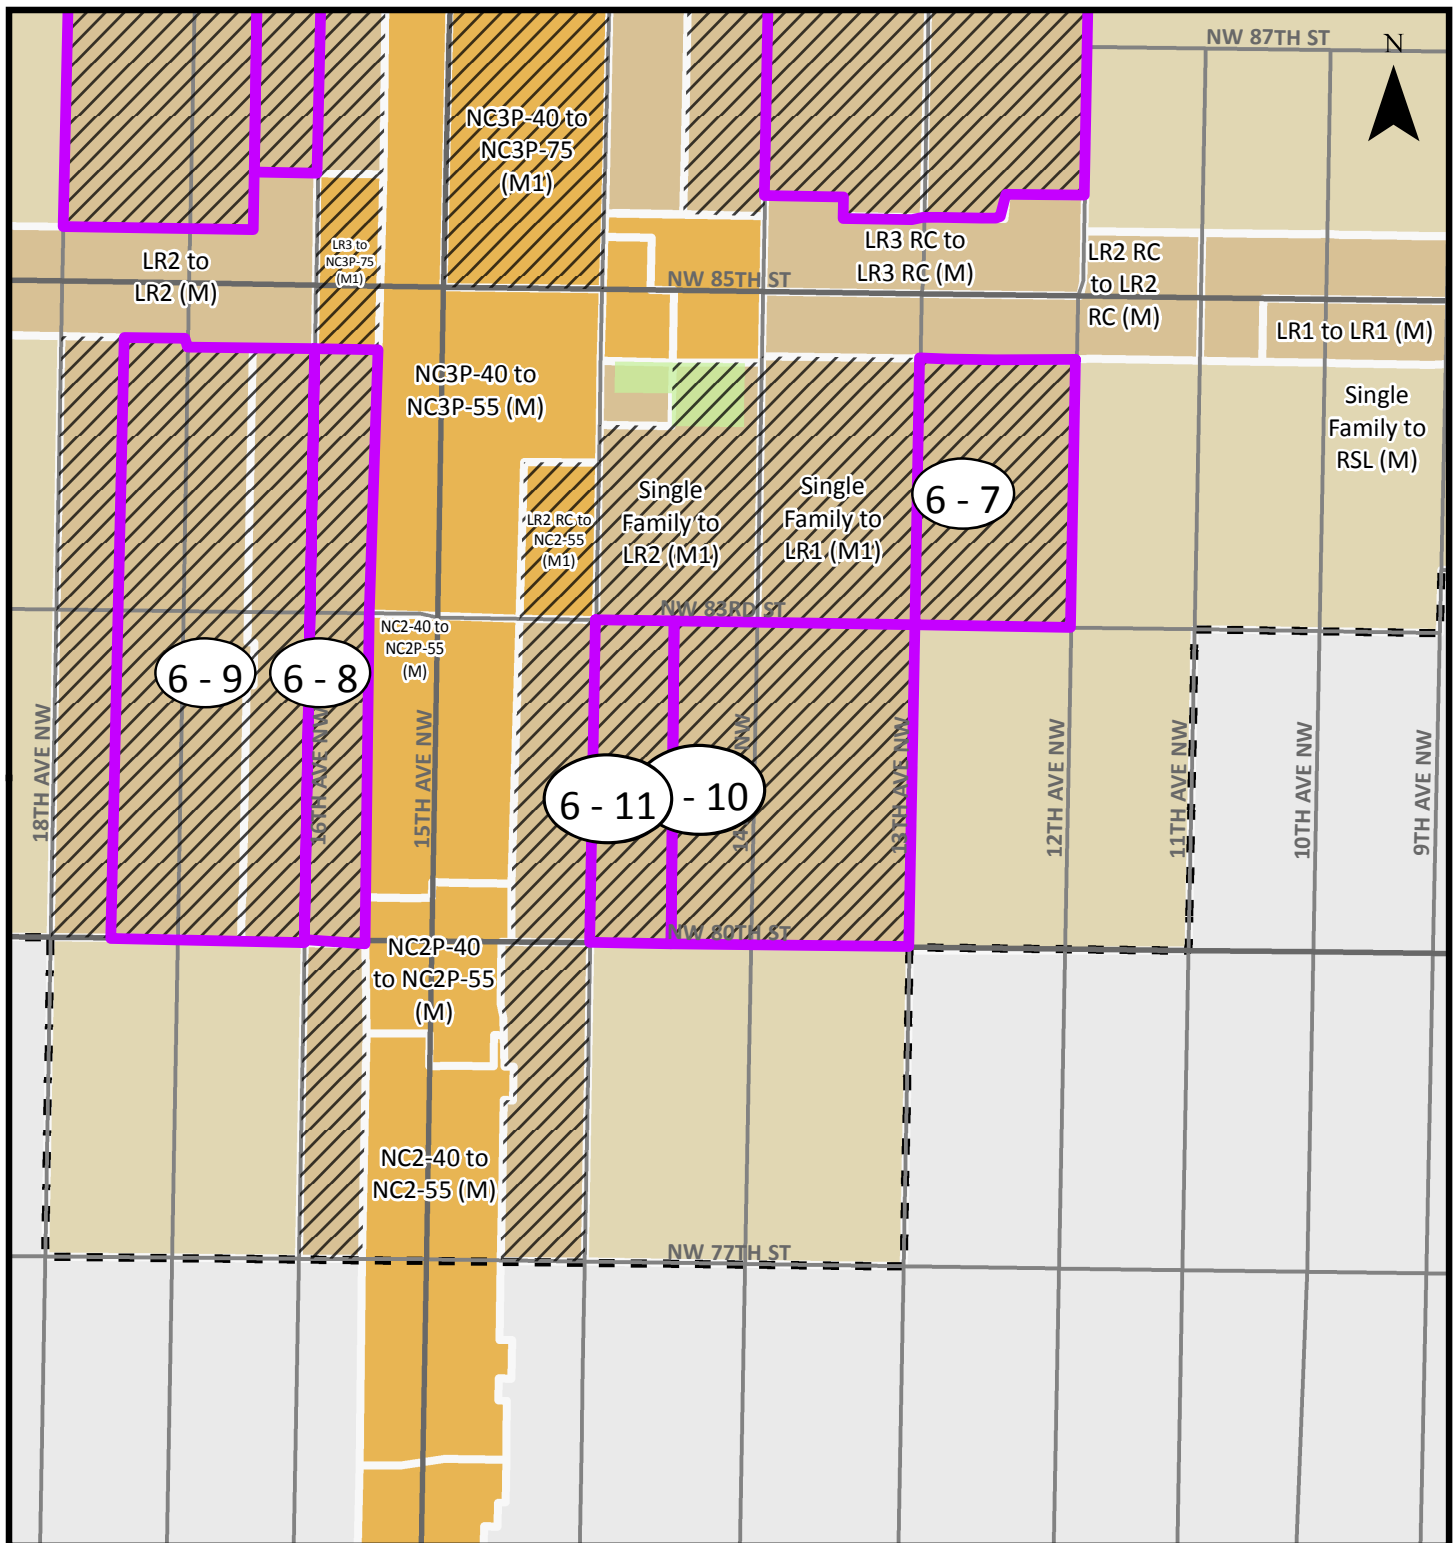 NW 87TH ST
N
NC3P-40 to
NC3P-75
(M1)
LR2 to
LR2 (M)
LR3 to
NC3P-75
(M1)
LR3 RC to
LR3 RC (M)
LR2 RC
to LR2
RC (M)
NW 85TH ST
LR1 to LR1 (M)
NC3P-40 to
NC3P-55 (M)
Single
Family to
RSL (M)
LR2 RC to
NC2-55
(M1)
Single
Family to
LR2 (M1)
Single
Family to
LR1 (M1)
6 - 7
NW 83RD ST
NC2-40 to
NC2P-55
(M)
6 - 9
6 - 8
6 - 11
- 10
18TH AVE NW
16TH AVE NW
15TH AVE NW
NW
13TH AVE NW
12TH AVE NW
11TH AVE NW
10TH AVE NW
9TH AVE NW
NW 80TH ST
NC2P-40
to NC2P-55
(M)
NC2-40 to
NC2-55 (M)
NW 77TH ST